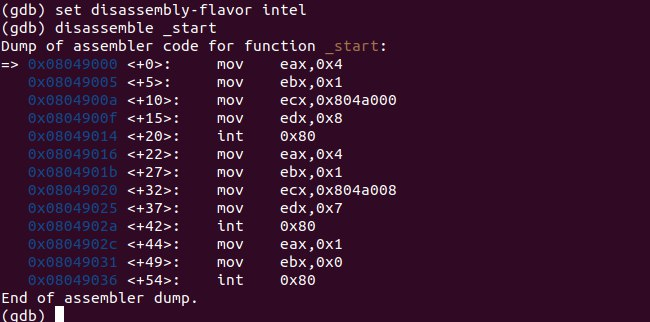 (gdb) set disassembly-flavor intel
(gdb) disassemble _start
Dump of assembler code for function _start:
=> 0x08049000 <+0>:     mov    eax,0x4
   0x08049005 <+5>:     mov    ebx,0x1
   0x0804900a <+10>:    mov    ecx,0x804a000
   0x0804900f <+15>:    mov    edx,0x8
   0x08049014 <+20>:    int    0x80
   0x08049016 <+22>:    mov    eax,0x4
   0x0804901b <+27>:    mov    ebx,0x1
   0x08049020 <+32>:    mov    ecx,0x804a008
   0x08049025 <+37>:    mov    edx,0x7
   0x0804902a <+42>:    int    0x80
   0x0804902c <+44>:    mov    eax,0x1
   0x08049031 <+49>:    mov    ebx,0x0
   0x08049036 <+54>:    int    0x80
End of assembler dump.
(gdb)